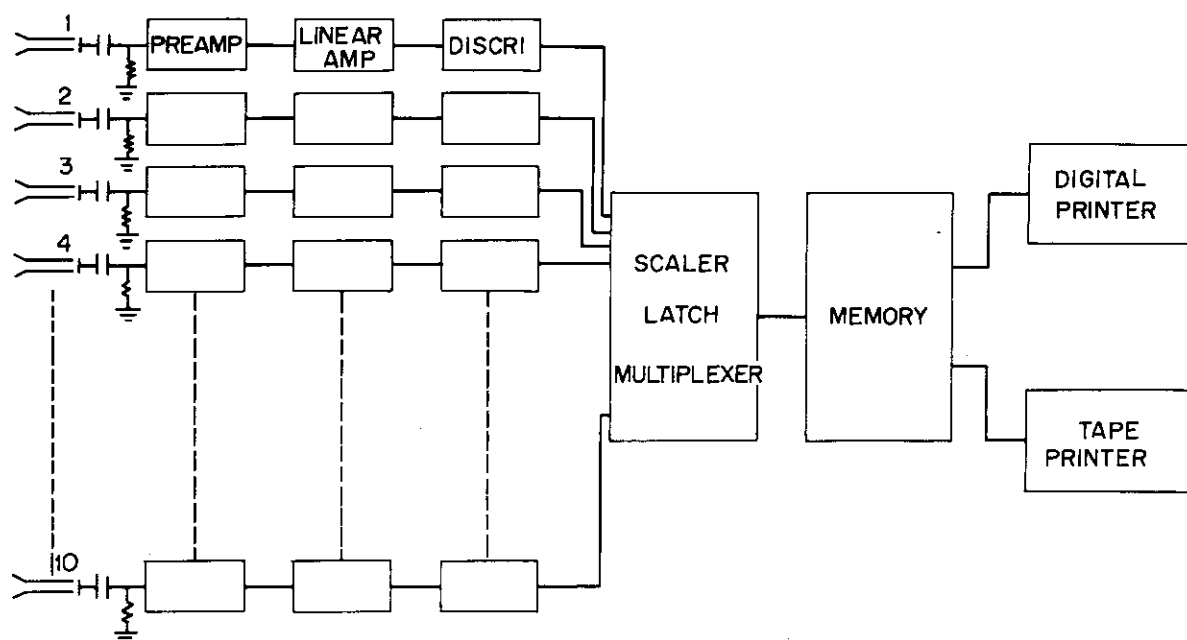 1
PREAMP
LINEAR
AMP
DISCRI
2
3
4
10
SCALER
LATCH
MULTIPLEXER
MEMORY
DIGITAL
PRINTER
TAPE
PRINTER